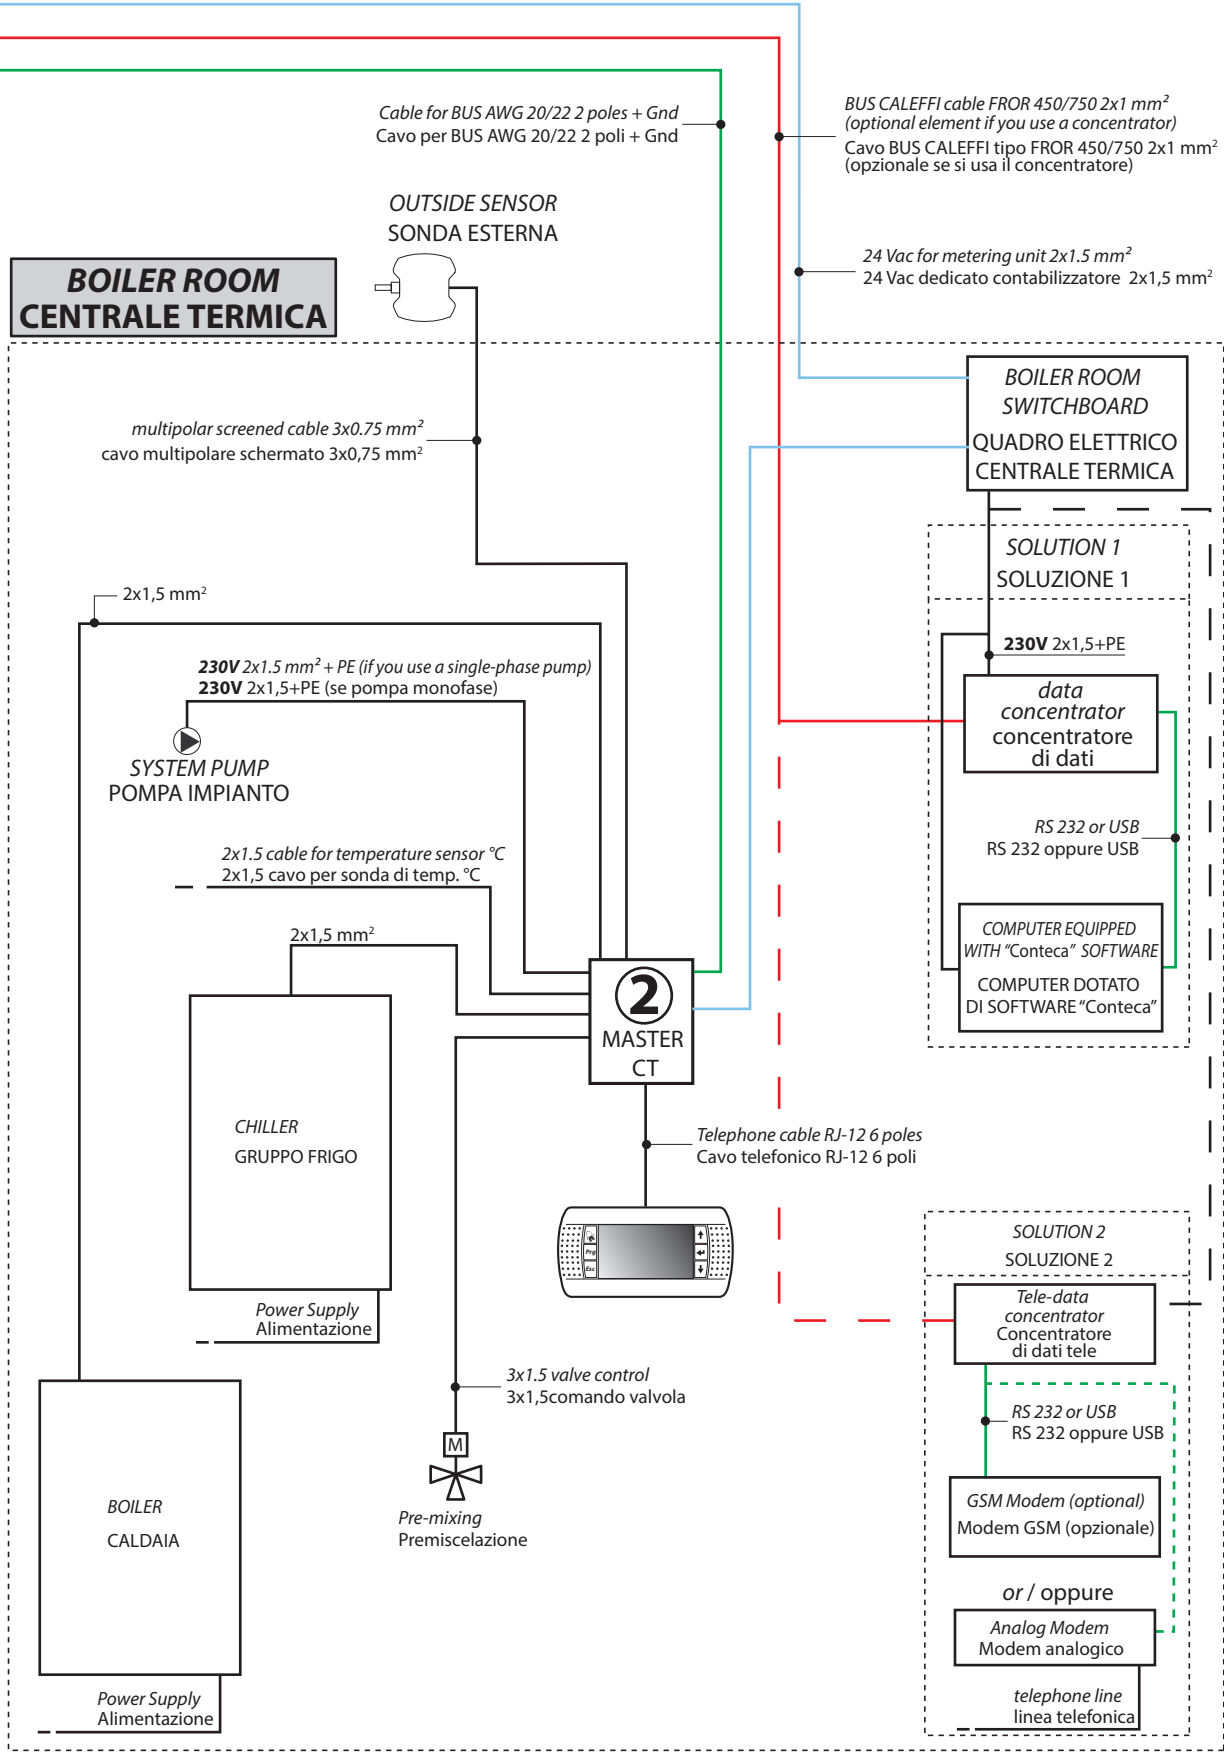 Cable for BUS AWG 20/22 2 poles + Gnd
Cavo per BUS AWG 20/22 2 poli + Gnd
BUS CALEFFI cable FROR 450/750 2x1 mm²
(optional element if you use a concentrator)
Cavo BUS CALEFFI tipo FROR 450/750 2x1 mm²
(opzionale se si usa il concentratore)
OUTSIDE SENSOR
SONDA ESTERNA
24 Vac for metering unit 2x1.5 mm²
24 Vac dedicato contabilizzatore 2x1,5 mm²
BOILER ROOM
CENTRALE TERMICA
BOILER ROOM
SWITCHBOARD
QUADRO ELETTRICO
CENTRALE TERMICA
multipolar screened cable 3x0.75 mm²
cavo multipolare schermato 3x0,75 mm²
SOLUTION 1
SOLUZIONE 1
2x1,5 mm²
230V 2x1,5+PE
230V 2x1.5 mm² + PE (if you use a single-phase pump)
230V 2x1,5+PE (se pompa monofase)
data
concentrator
concentratore
di dati
SYSTEM PUMP
POMPA IMPIANTO
RS 232 or USB
RS 232 oppure USB
2x1.5 cable for temperature sensor °C
2x1,5 cavo per sonda di temp. °C
2x1,5 mm²
COMPUTER EQUIPPED
WITH "Conteca" SOFTWARE
COMPUTER DOTATO
DI SOFTWARE "Conteca"
2
MASTER
CT
CHILLER
GRUPPO FRIGO
Telephone cable RJ-12 6 poles
Cavo telefonico RJ-12 6 poli
Prg
Esc
SOLUTION 2
SOLUZIONE 2
Power Supply
Alimentazione
Tele-data
concentrator
Concentratore
di dati tele
3x1.5 valve control
3x1,5comando valvola
RS 232 or USB
RS 232 oppure USB
M
BOILER
CALDAIA
Pre-mixing
Premiscelazione
GSM Modem (optional)
Modem GSM (opzionale)
or / oppure
Analog Modem
Modem analogico
Power Supply
Alimentazione
telephone line
linea telefonica